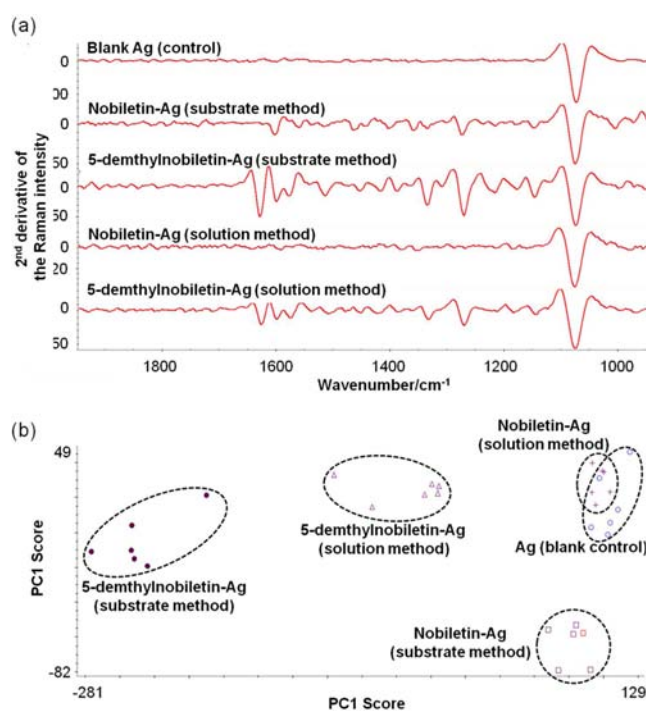 (a)
Blank Ag (control)
0
00
Nobiletin-Ag (substrate method)
0
50
5-demthylnobiletin-Ag (substrate method)
0
50
Nobiletin-Ag (solution method)
0
20
5-demthylnobiletin-Ag (solution method)
0
50
2nd derivative of
the Raman intensity
1800 1600 1400 1200 1000
Wavenumber/cm-1
(b)
49
Nobiletin-Ag
(solution method)
5-demthylnobiletin-Ag
(solution method)
Ag (blank control)
PC1 Score
5-demthylnobiletin-Ag
(substrate method)
Nobiletin-Ag
(substrate method)
-82
-281 129
PC1 Score